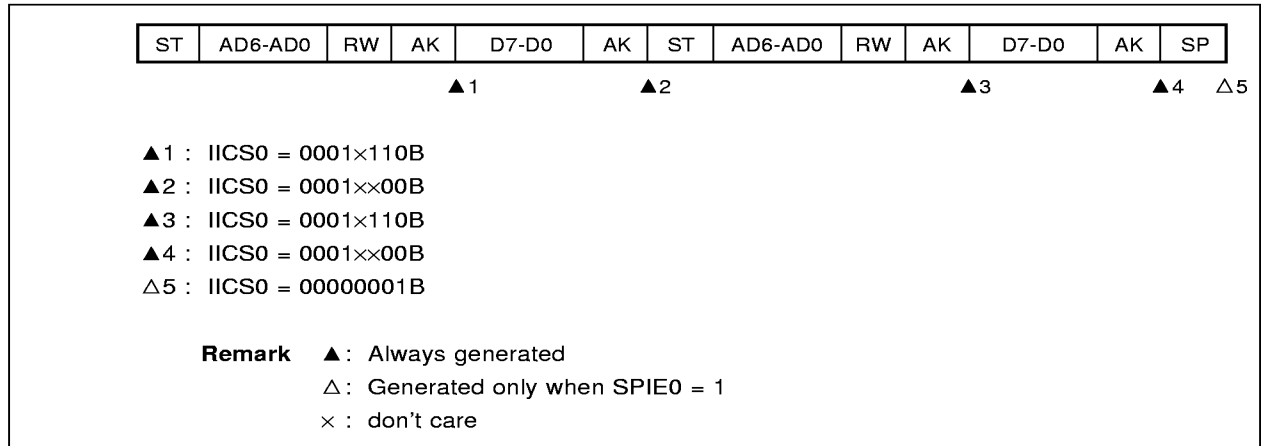 ST AD6-AD0 RW AK D7-D0 AK ST AD6-AD0 RW AK D7-D0 AK SP
▲1 ▲2 ▲3 ▲4 △5
▲1 : IICS0 = 0001×110B
▲2 : IICS0 = 0001××00B
▲3 : IICS0 = 0001×110B
▲4 : IICS0 = 0001××00B
△5 : IICS0 = 00000001B
Remark ▲ : Always generated
△ : Generated only when SPIE0 = 1
× : don't care